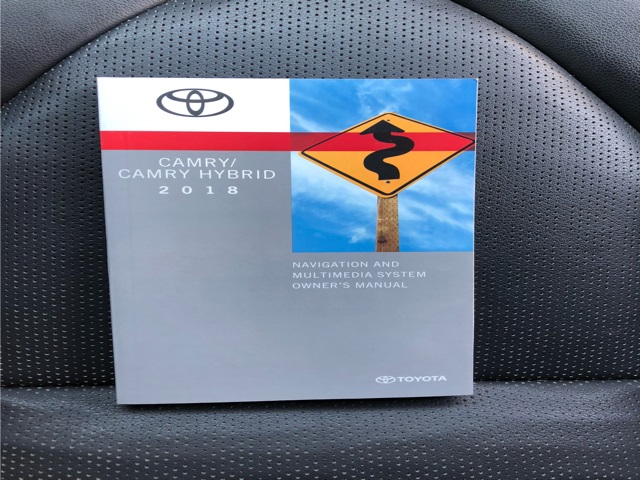 CAMRY/
CAMRY HYBRID
2018
NAVIGATION AND
MULTIMEDIA SYSTEM
OWNER'S MANUAL
TOYOTA